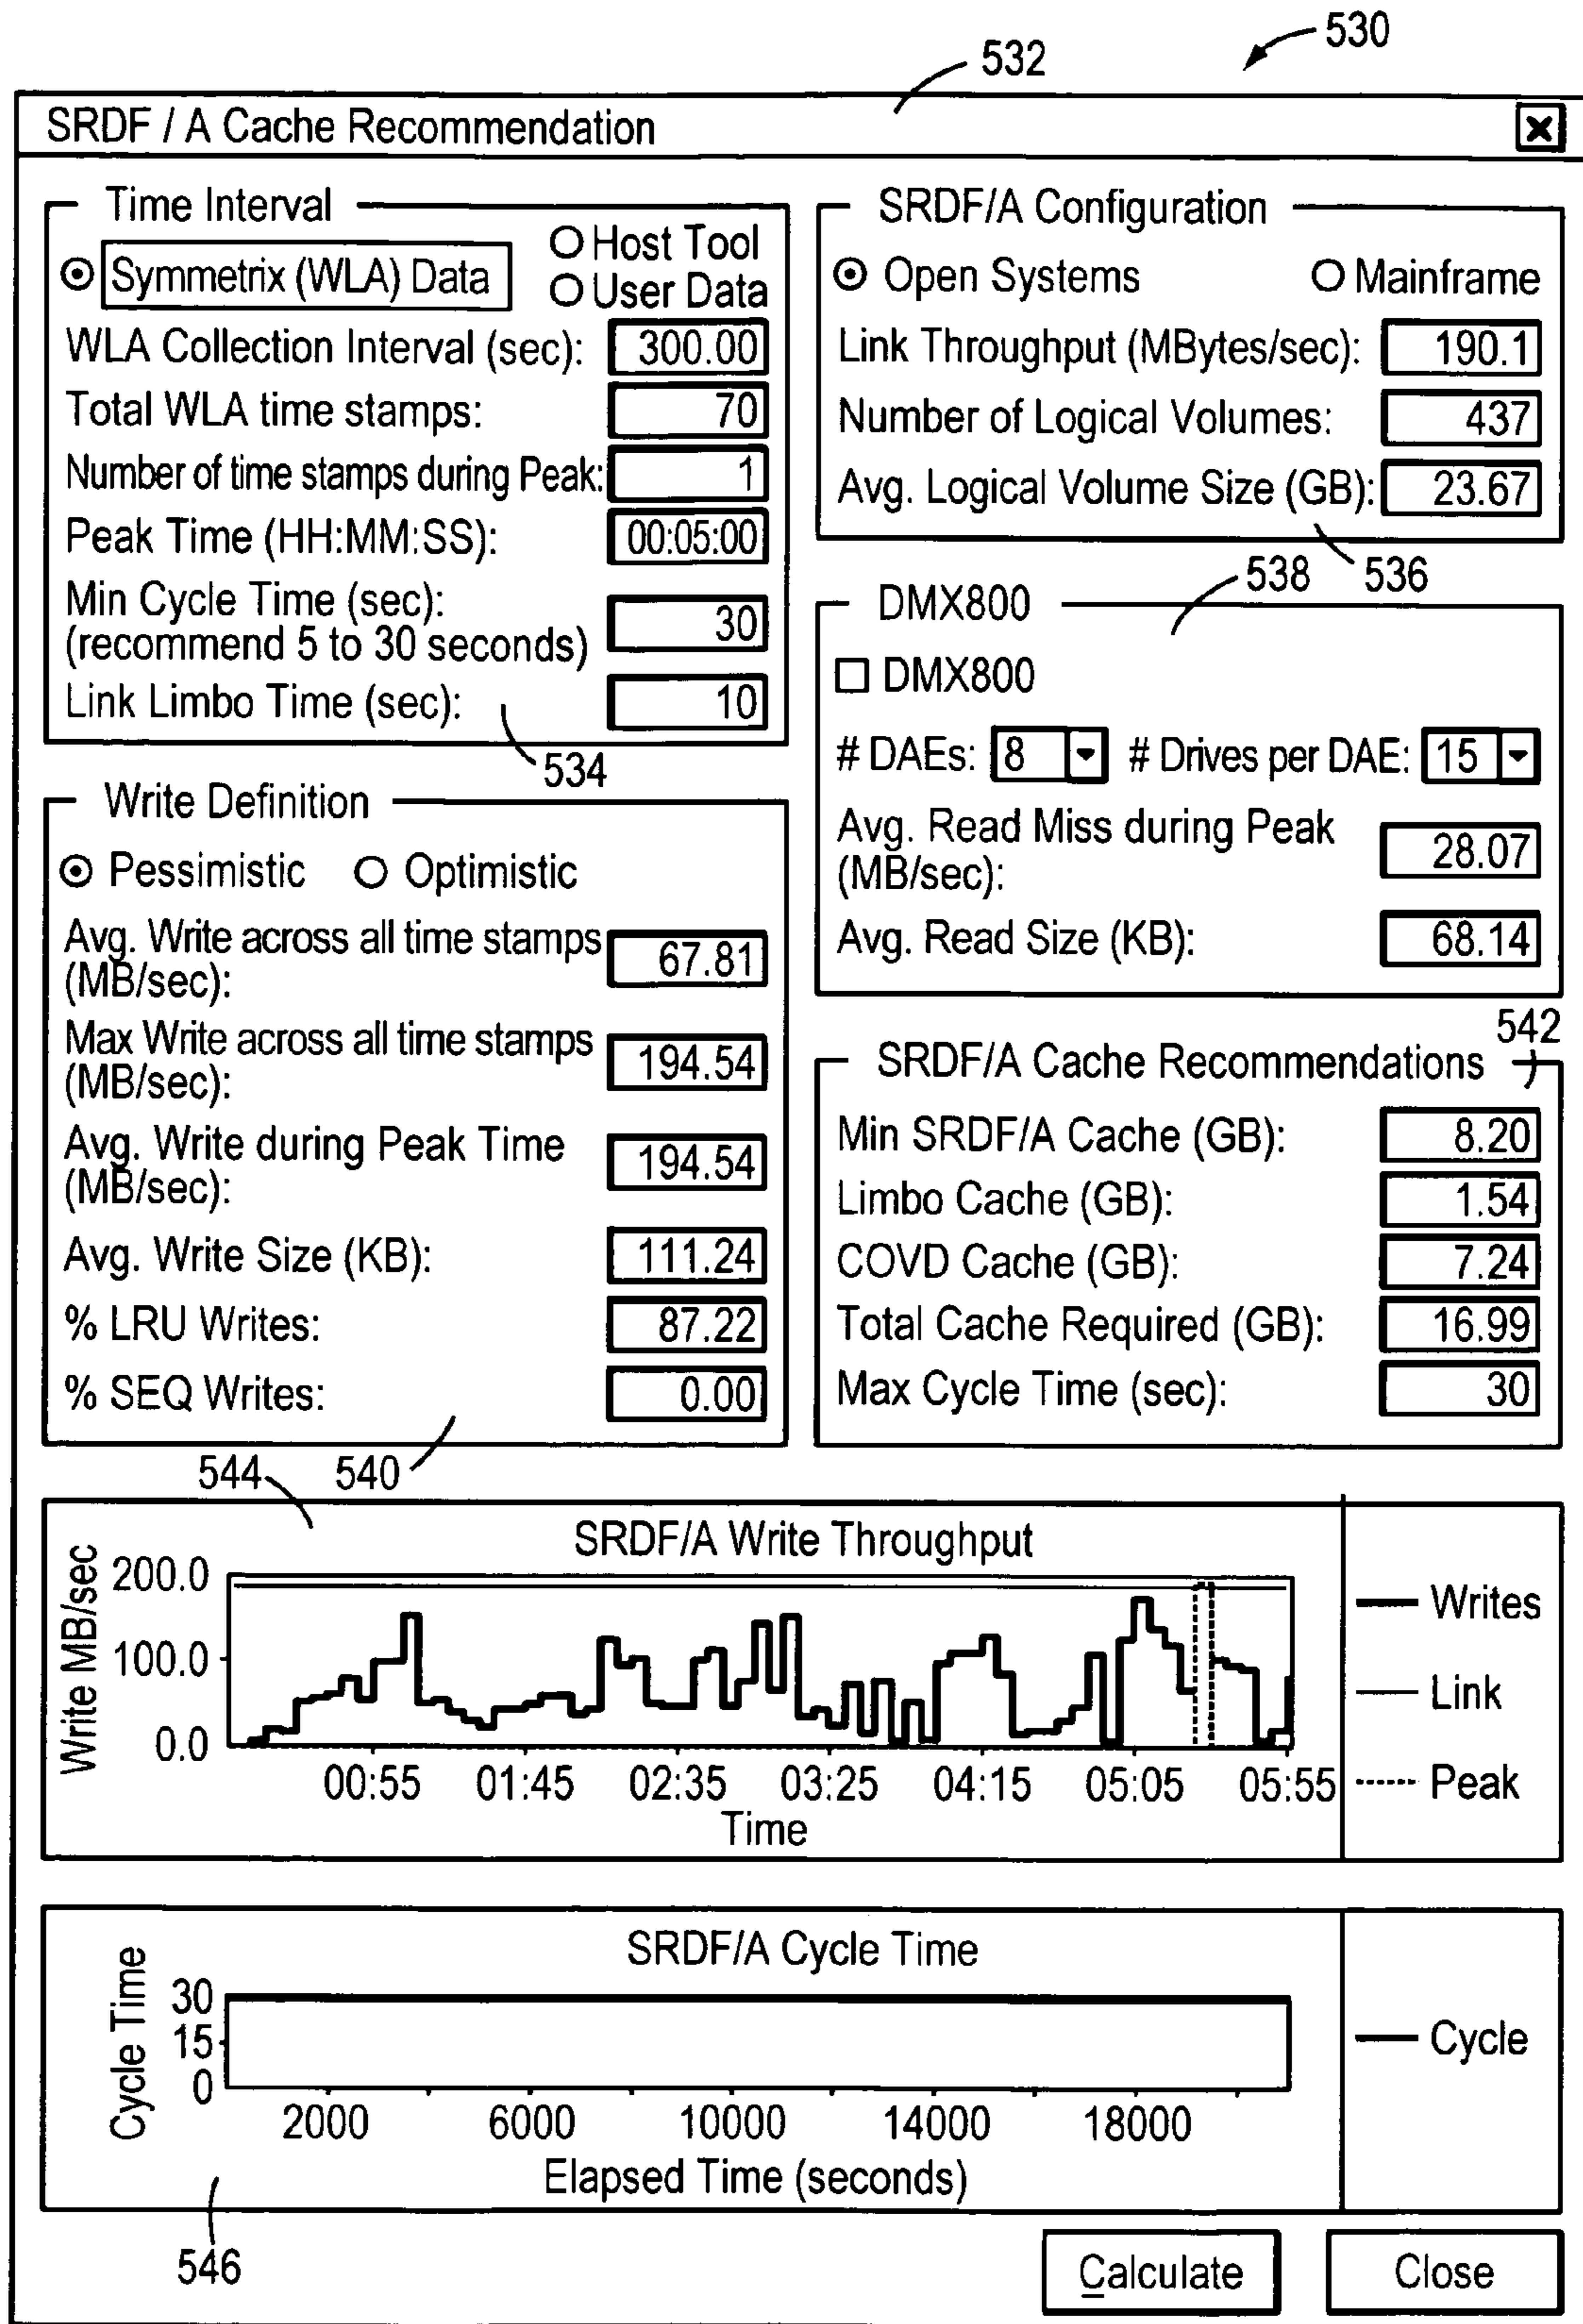 530
532
SRDF / A Cache Recommendation
Time Interval
Symmetrix (WLA) Data
Host Tool
User Data
WLA Collection Interval (sec): 300.00
Total WLA time stamps: 70
Number of time stamps during Peak: 1
Peak Time (HH:MM:SS): 00:05:00
Min Cycle Time (sec):
(recommend 5 to 30 seconds) 30
Link Limbo Time (sec): 10
534
SRDF/A Configuration
Open Systems Mainframe
Link Throughput (MBytes/sec): 190.1
Number of Logical Volumes: 437
Avg. Logical Volume Size (GB): 23.67
538 536
DMX800
DMX800
# DAEs: 8 # Drives per DAE: 15
Avg. Read Miss during Peak
(MB/sec): 28.07
Avg. Read Size (KB): 68.14
Write Definition
Pessimistic Optimistic
Avg. Write across all time stamps
(MB/sec): 67.81
Max Write across all time stamps
(MB/sec): 194.54
Avg. Write during Peak Time
(MB/sec): 194.54
Avg. Write Size (KB): 111.24
% LRU Writes: 87.22
% SEQ Writes: 0.00
544 540
542
SRDF/A Cache Recommendations
Min SRDF/A Cache (GB): 8.20
Limbo Cache (GB): 1.54
COVD Cache (GB): 7.24
Total Cache Required (GB): 16.99
Max Cycle Time (sec): 30
SRDF/A Write Throughput
Write MB/sec
200.0
100.0
0.0
00:55 01:45 02:35 03:25 04:15 05:05 05:55
Time
Writes
Link
Peak
SRDF/A Cycle Time
Cycle Time
30
15
0
2000 6000 10000 14000 18000
Elapsed Time (seconds)
Cycle
546
Calculate Close